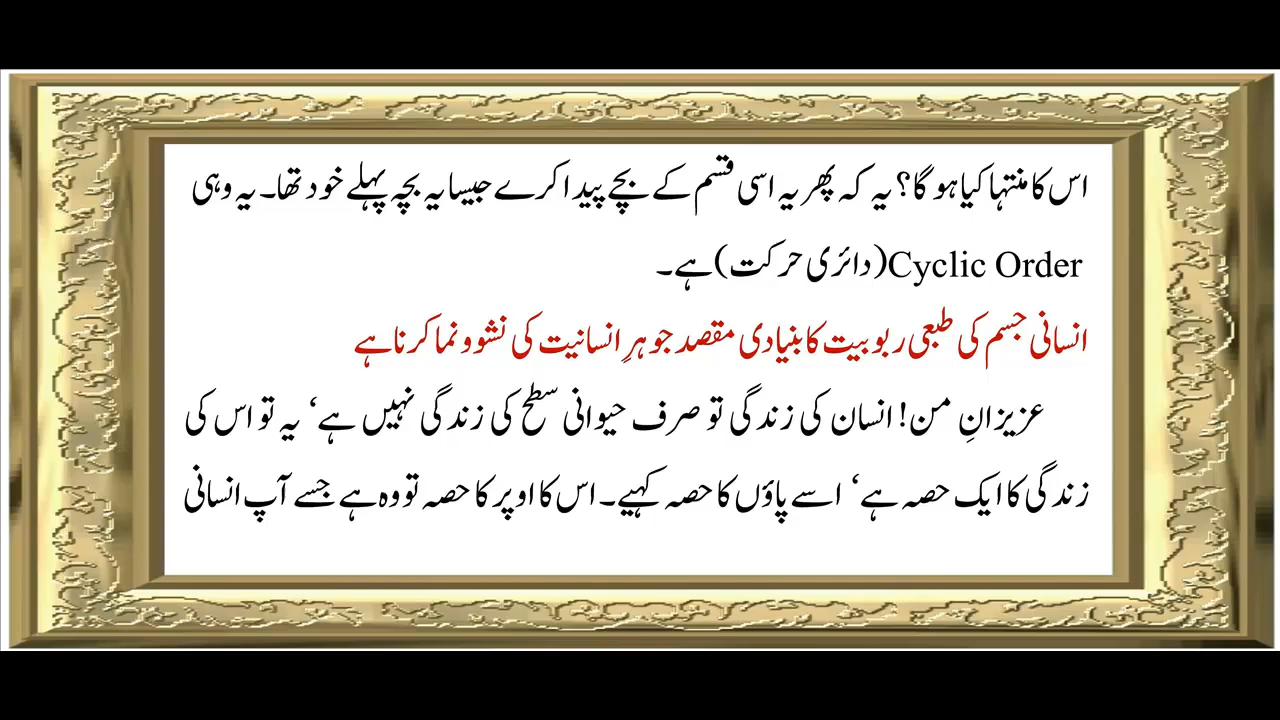 اس کا منتہا کیا ہو گا؟ یہ کہ پھر یہ اسی قسم کے بچے پیدا کرے جیسا یہ بچہ پہلے خود تھا۔ یہ وہی
Cyclic Order (دائری حرکت) ہے۔
انسانی جسم کی طبعی ربوبیت کا بنیادی مقصد جوہرِ انسانیت کی نشوونما کرنا ہے
عزیزانِ من! انسان کی زندگی تو صرف حیوانی سطح کی زندگی نہیں ہے‘ یہ تو اس کی
زندگی کا ایک حصہ ہے‘ اسے پاؤں کا حصہ کہیے۔ اس کا اوپر کا حصہ تو وہ ہے جسے آپ انسانی